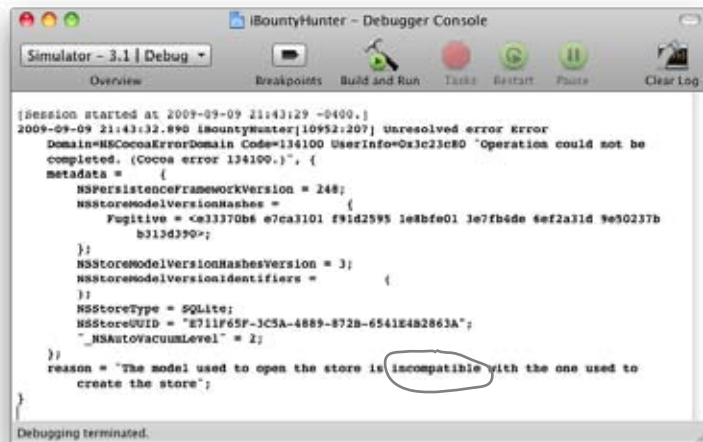 iBountyHunter - Debugger Console
Simulator - 3.1 | Debug
Overview
Breakpoints
Build and Run
Tasks
Restart
Pause
Clear Log
[Session started at 2009-09-09 21:43:29 -0400.]
2009-09-09 21:43:32.890 iBountyHunter[10952:207] Unresolved error Error
Domain=NSCocoaErrorDomain Code=134100 UserInfo=0x3c23c80 "Operation could not be
completed. (Cocoa error 134100.)", {
metadata = {
NSPersistenceFrameworkVersion = 248;
NSStoreModelVersionHashes = {
Fugitive = <e33370b6 e7ca3101 f91d2595 1e8bfe01 3e7fb4de 6ef2a31d 9e50237b
b313d390>;
};
NSStoreModelVersionHashesVersion = 3;
NSStoreModelVersionIdentifiers = {
};
NSStoreType = SQLite;
NSStoreUUID = "E711F65F-3C5A-4889-872B-6541E4B2863A";
"_NSAutoVacuumLevel" = 2;
};
reason = "The model used to open the store is incompatible with the one used to
create the store";
}
Debugging terminated.